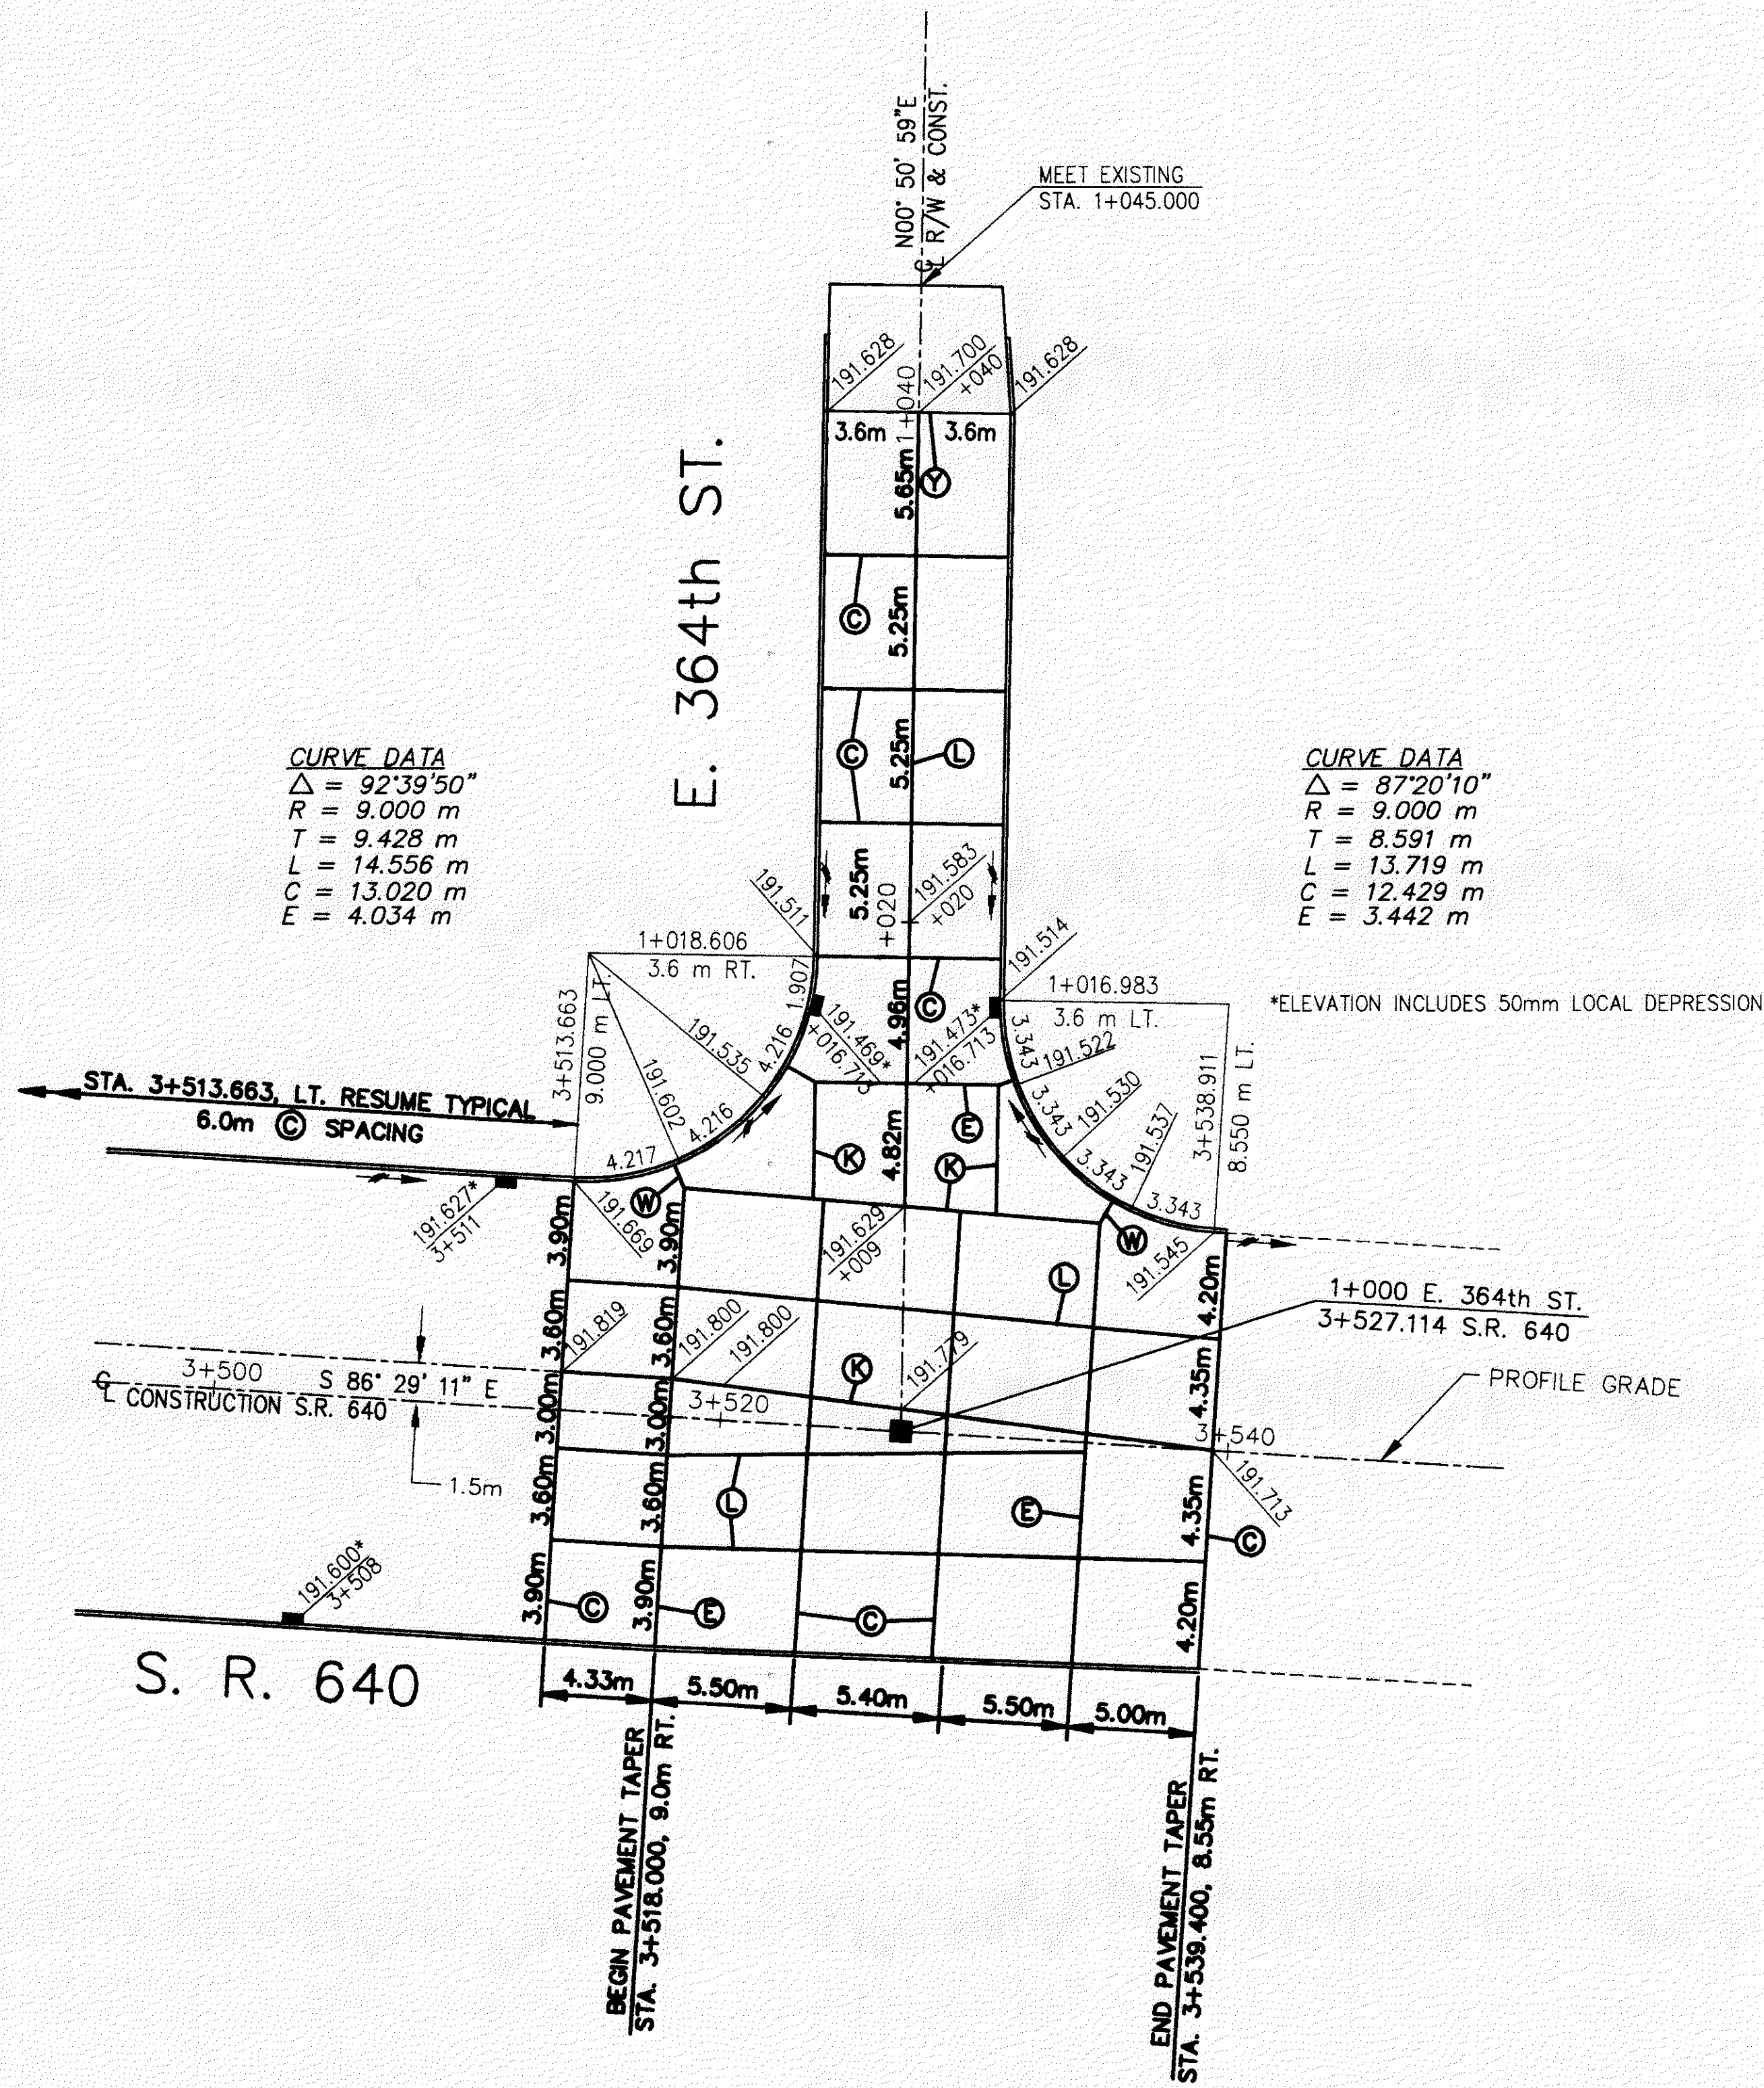 N00° 50' 59"E
℄ R/W & CONST.
MEET EXISTING
STA. 1+045.000
191.628
1+040
191.700
+040
191.628
3.6m
3.6m
5.65m
Y
E. 364th ST.
C
5.25m
C
5.25m
L
CURVE DATA
△ = 92°39'50"
R = 9.000 m
T = 9.428 m
L = 14.556 m
C = 13.020 m
E = 4.034 m
CURVE DATA
△ = 87°20'10"
R = 9.000 m
T = 8.591 m
L = 13.719 m
C = 12.429 m
E = 3.442 m
5.25m
+020
191.583
+020
191.511
191.514
1+018.606
3.6 m RT.
1+016.983
3.6 m LT.
*ELEVATION INCLUDES 50mm LOCAL DEPRESSION
3+513.663
9.000 m LT.
1.907
4.216
4.216
4.217
191.535
191.602
191.469*
+016.713
4.96m
C
191.473*
+016.713
3.343
191.522
3.343
191.530
3.343
191.537
3.343
3+538.911
8.550 m LT.
STA. 3+513.663, LT. RESUME TYPICAL
6.0m C SPACING
K
4.82m
E
K
W
W
191.627*
3+511
191.669
3.90m
3.90m
191.629
+009
191.545
4.20m
L
1+000 E. 364th ST.
3+527.114 S.R. 640
3.60m
191.819
3.60m
191.800
191.800
K
191.779
4.35m
PROFILE GRADE
3+500
S 86° 29' 11" E
℄ CONSTRUCTION S.R. 640
3.00m
3.00m
3+520
3+540
1.5m
191.713
3.60m
3.60m
L
E
4.35m
C
191.600*
3+508
3.90m
C
3.90m
E
C
4.20m
S. R. 640
4.33m
5.50m
5.40m
5.50m
5.00m
BEGIN PAVEMENT TAPER
STA. 3+518.000, 9.0m RT.
END PAVEMENT TAPER
STA. 3+539.400, 8.55m RT.